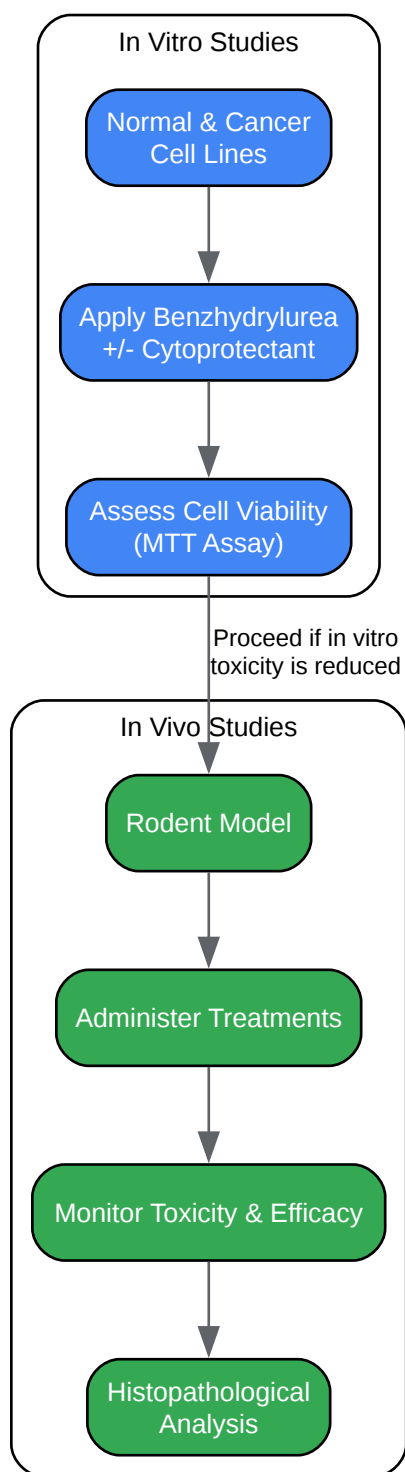 In Vitro Studies
Normal & Cancer
Cell Lines
Apply Benzhydrylurea
+/- Cytoprotectant
Assess Cell Viability
(MTT Assay)
Proceed if in vitro
toxicity is reduced
In Vivo Studies
Rodent Model
Administer Treatments
Monitor Toxicity & Efficacy
Histopathological
Analysis